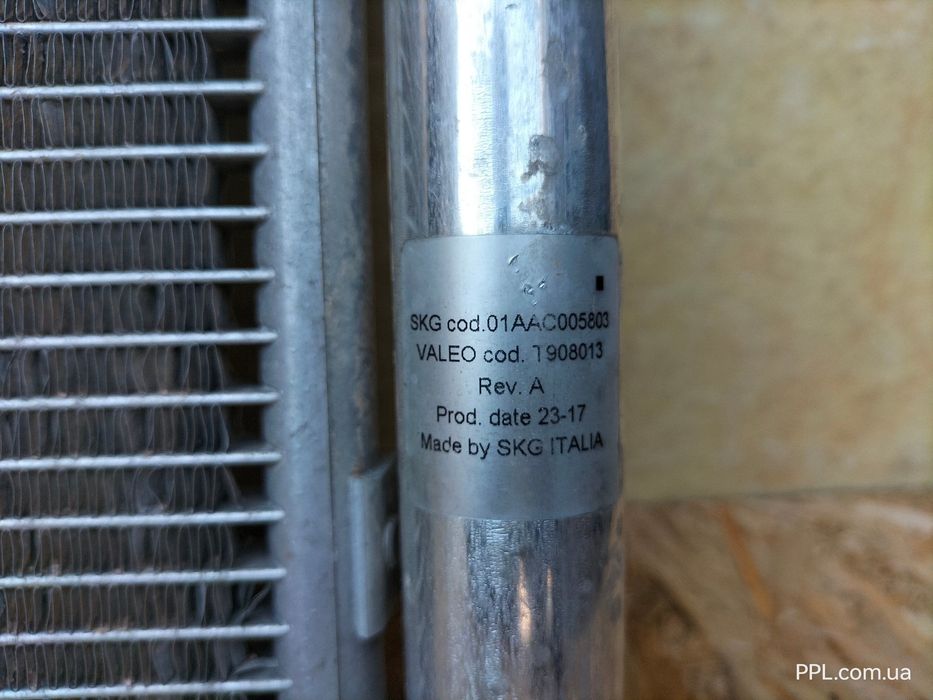 SKG cod.01AAC005803
VALEO cod. T908013
Rev. A
Prod. date 23-17
Made by SKG ITALIA
PPL.com.ua